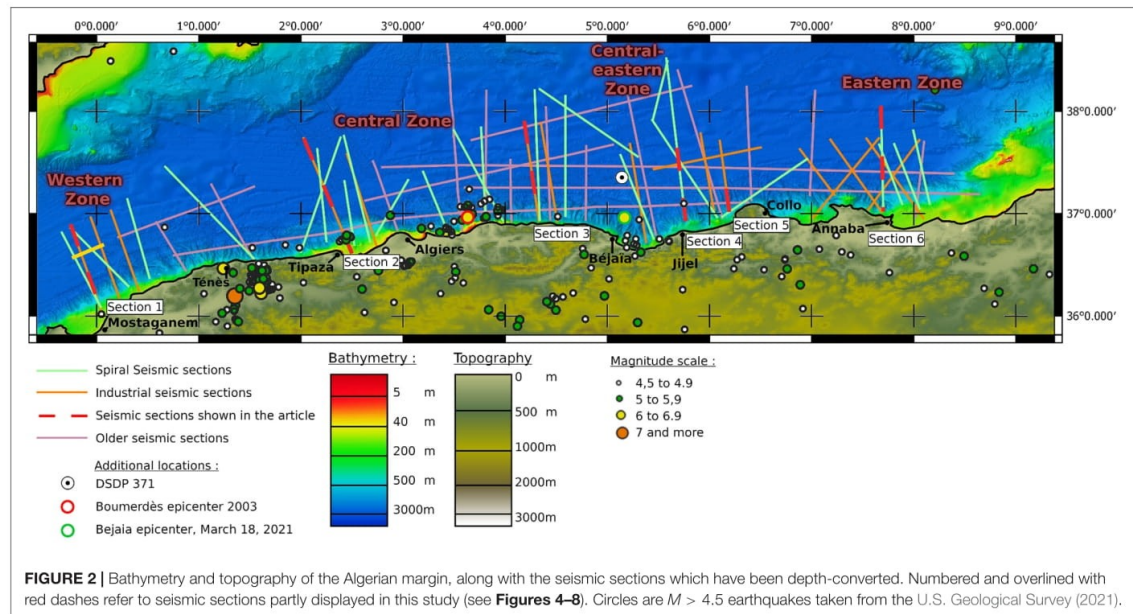 0°0.000' 1°0.000' 2°0.000' 3°0.000' 4°0.000' 5°0.000' 6°0.000' 7°0.000' 8°0.000' 9°0.000'
Central-
eastern
Zone
Eastern Zone
38°0.000'
Central Zone
Western
Zone
37°0.000'
Collo
Annaba
Section 5
Section 3
Section 4
Section 6
Algiers
Béjaïa
Jijel
Tipaza
Section 2
Ténès
Section 1
Mostaganem
36°0.000'
Spiral Seismic sections
Industrial seismic sections
Seismic sections shown in the article
Older seismic sections
Additional locations :
DSDP 371
Boumerdès epicenter 2003
Bejaia epicenter, March 18, 2021
Bathymetry :
5 m
40 m
200 m
500 m
3000m
Topography
0 m
500 m
1000m
2000m
3000m
Magnitude scale :
4,5 to 4.9
5 to 5,9
6 to 6.9
7 and more
FIGURE 2 | Bathymetry and topography of the Algerian margin, along with the seismic sections which have been depth-converted. Numbered and overlined with
red dashes refer to seismic sections partly displayed in this study (see Figures 4–8). Circles are M > 4.5 earthquakes taken from the U.S. Geological Survey (2021).